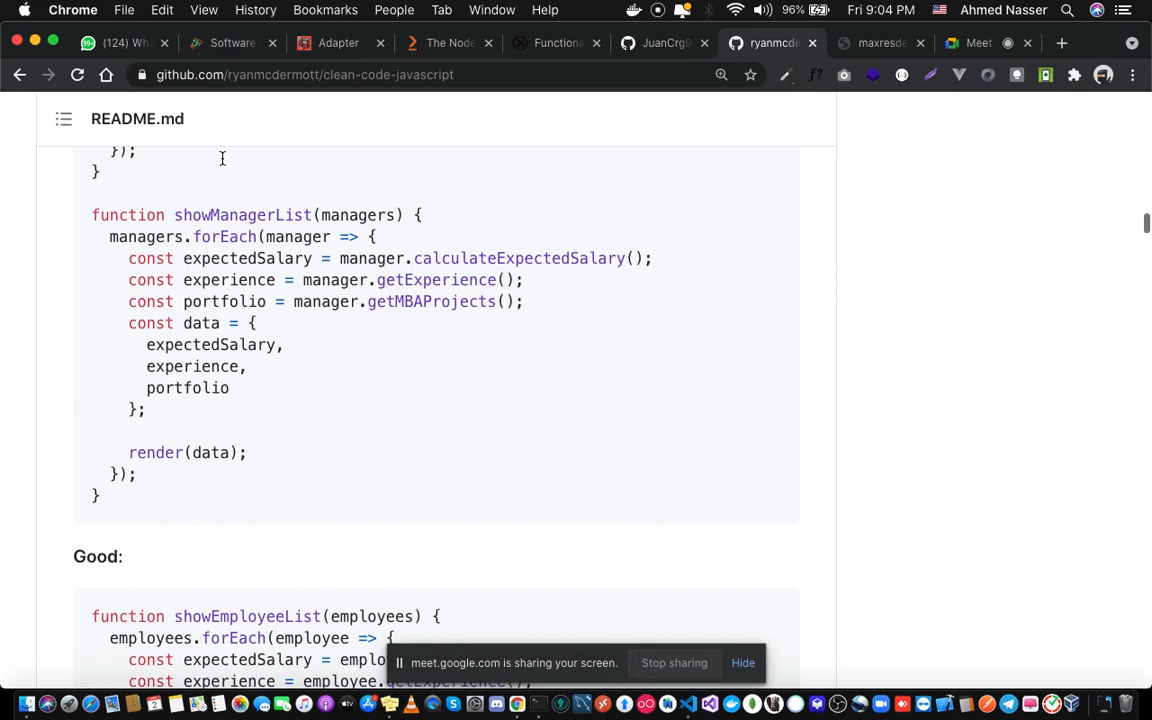 Chrome File Edit View History Bookmarks People Tab Window Help 96% Fri 9:04 PM Ahmed Nasser
(124) Wh Software Adapter The Node Functiona JuanCrg9 ryanmcde maxresde Meet
github.com/ryanmcdermott/clean-code-javascript
README.md
});
}
function showManagerList(managers) {
managers.forEach(manager => {
const expectedSalary = manager.calculateExpectedSalary();
const experience = manager.getExperience();
const portfolio = manager.getMBAProjects();
const data = {
expectedSalary,
experience,
portfolio
};
render(data);
});
}
Good:
function showEmployeeList(employees) {
employees.forEach(employee => {
const expectedSalary = emplo
const experience = employee.getExperience();
meet.google.com is sharing your screen. Stop sharing Hide